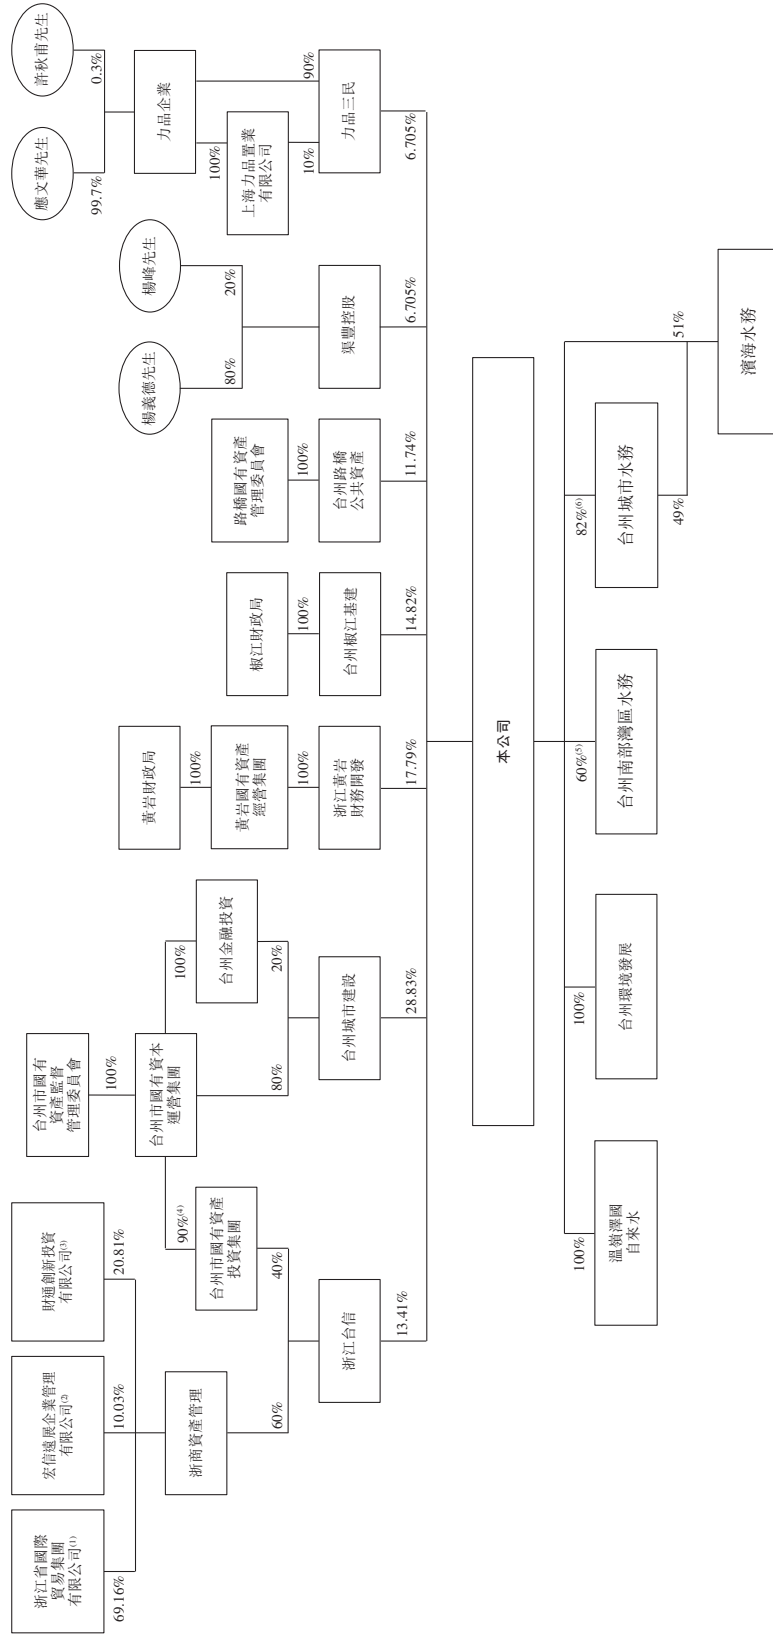 浙江省國際
貿易集團
有限公司(1)
宏信遠展企業管理
有限公司(2)
財通創新投資
有限公司(3)
台州市國有
資產監督
管理委員會
應文華先生
許秋甫先生
69.16%
10.03%
20.81%
100%
99.7%
0.3%
浙商資產管理
台州市國有資本
運營集團
黃岩財政局
楊義德先生
楊峰先生
力品企業
90%(4)
100%
100%
80%
20%
100%
90%
台州市國有資產
投資集團
台州金融投資
黃岩國有資產
經營集團
椒江財政局
路橋國有資產
管理委員會
上海力品置業
有限公司
60%
40%
80%
20%
100%
100%
100%
10%
浙江台信
台州城市建設
浙江黃岩
財務開發
台州椒江基建
台州路橋
公共資產
渠豐控股
力品三民
13.41%
28.83%
17.79%
14.82%
11.74%
6.705%
6.705%
本公司
100%
100%
60%(5)
82%(6)
溫嶺澤國
自來水
台州環境發展
台州南部灣區水務
台州城市水務
49%
51%
濱海水務